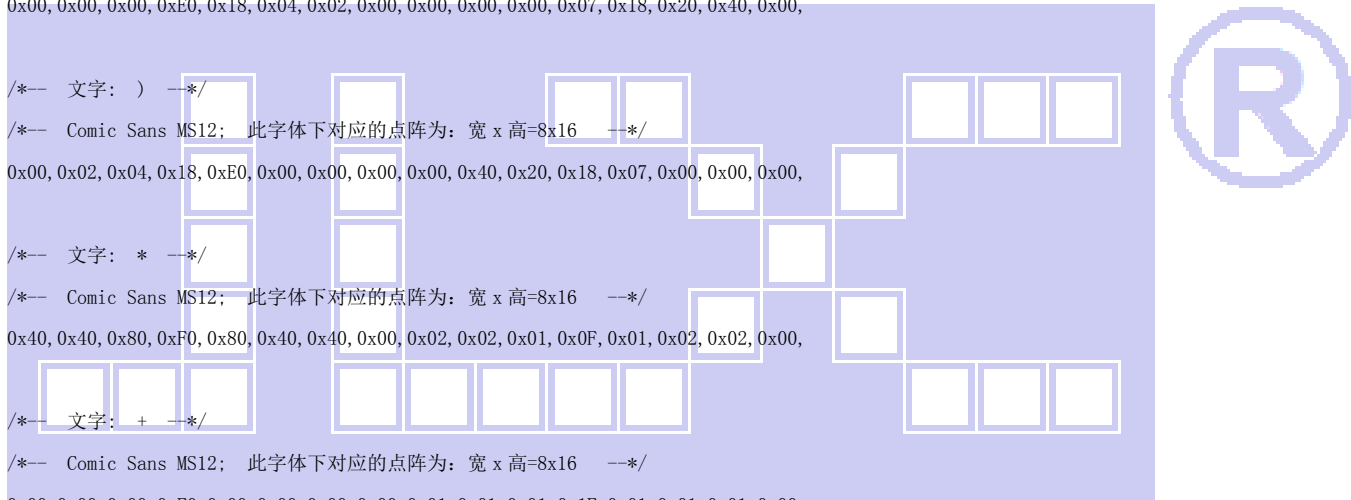 0x00,0x00,0x00,0xE0,0x18,0x04,0x02,0x00,0x00,0x00,0x00,0x07,0x18,0x20,0x40,0x00,
/*--  文字:  )  --*/
/*--  Comic Sans MS12;  此字体下对应的点阵为：宽 x 高=8x16   --*/
0x00,0x02,0x04,0x18,0xE0,0x00,0x00,0x00,0x00,0x40,0x20,0x18,0x07,0x00,0x00,0x00,
/*--  文字:  *  --*/
/*--  Comic Sans MS12;  此字体下对应的点阵为：宽 x 高=8x16   --*/
0x40,0x40,0x80,0xF0,0x80,0x40,0x40,0x00,0x02,0x02,0x01,0x0F,0x01,0x02,0x02,0x00,
/*--  文字:  +  --*/
/*--  Comic Sans MS12;  此字体下对应的点阵为：宽 x 高=8x16   --*/
®